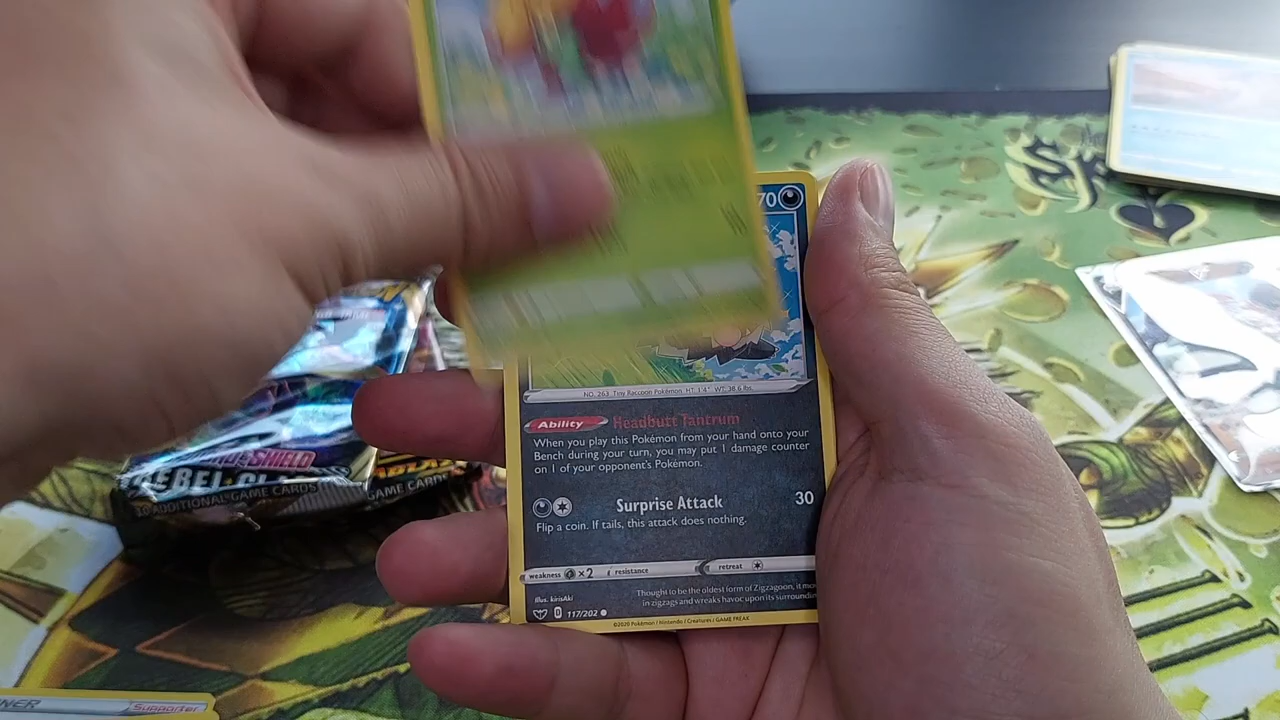 70
NO. 263 Tiny Raccoon Pokémon HT: 1'4" WT: 38.6 lbs.
Ability Headbutt Tantrum
When you play this Pokémon from your hand onto your
Bench during your turn, you may put 1 damage counter
on 1 of your opponent's Pokémon.
Surprise Attack 30
Flip a coin. If tails, this attack does nothing.
weakness ×2 resistance retreat
Illus. kirisAki
Thought to be the oldest form of Zigzagoon, it
in zigzags and wreaks havoc upon its
117/202
©2020 Pokémon / Nintendo / Creatures / GAME FREAK
SHIELD
ADDITIONAL GAME CARDS
GAME CARDS
Supporter